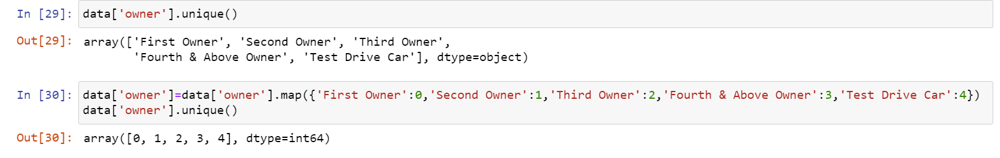 In [29]: data['owner'].unique()
Out[29]: array(['First Owner', 'Second Owner', 'Third Owner',
'Fourth & Above Owner', 'Test Drive Car'], dtype=object)
In [30]: data['owner']=data['owner'].map({'First Owner':0,'Second Owner':1,'Third Owner':2,'Fourth & Above Owner':3,'Test Drive Car':4})
data['owner'].unique()
Out[30]: array([0, 1, 2, 3, 4], dtype=int64)